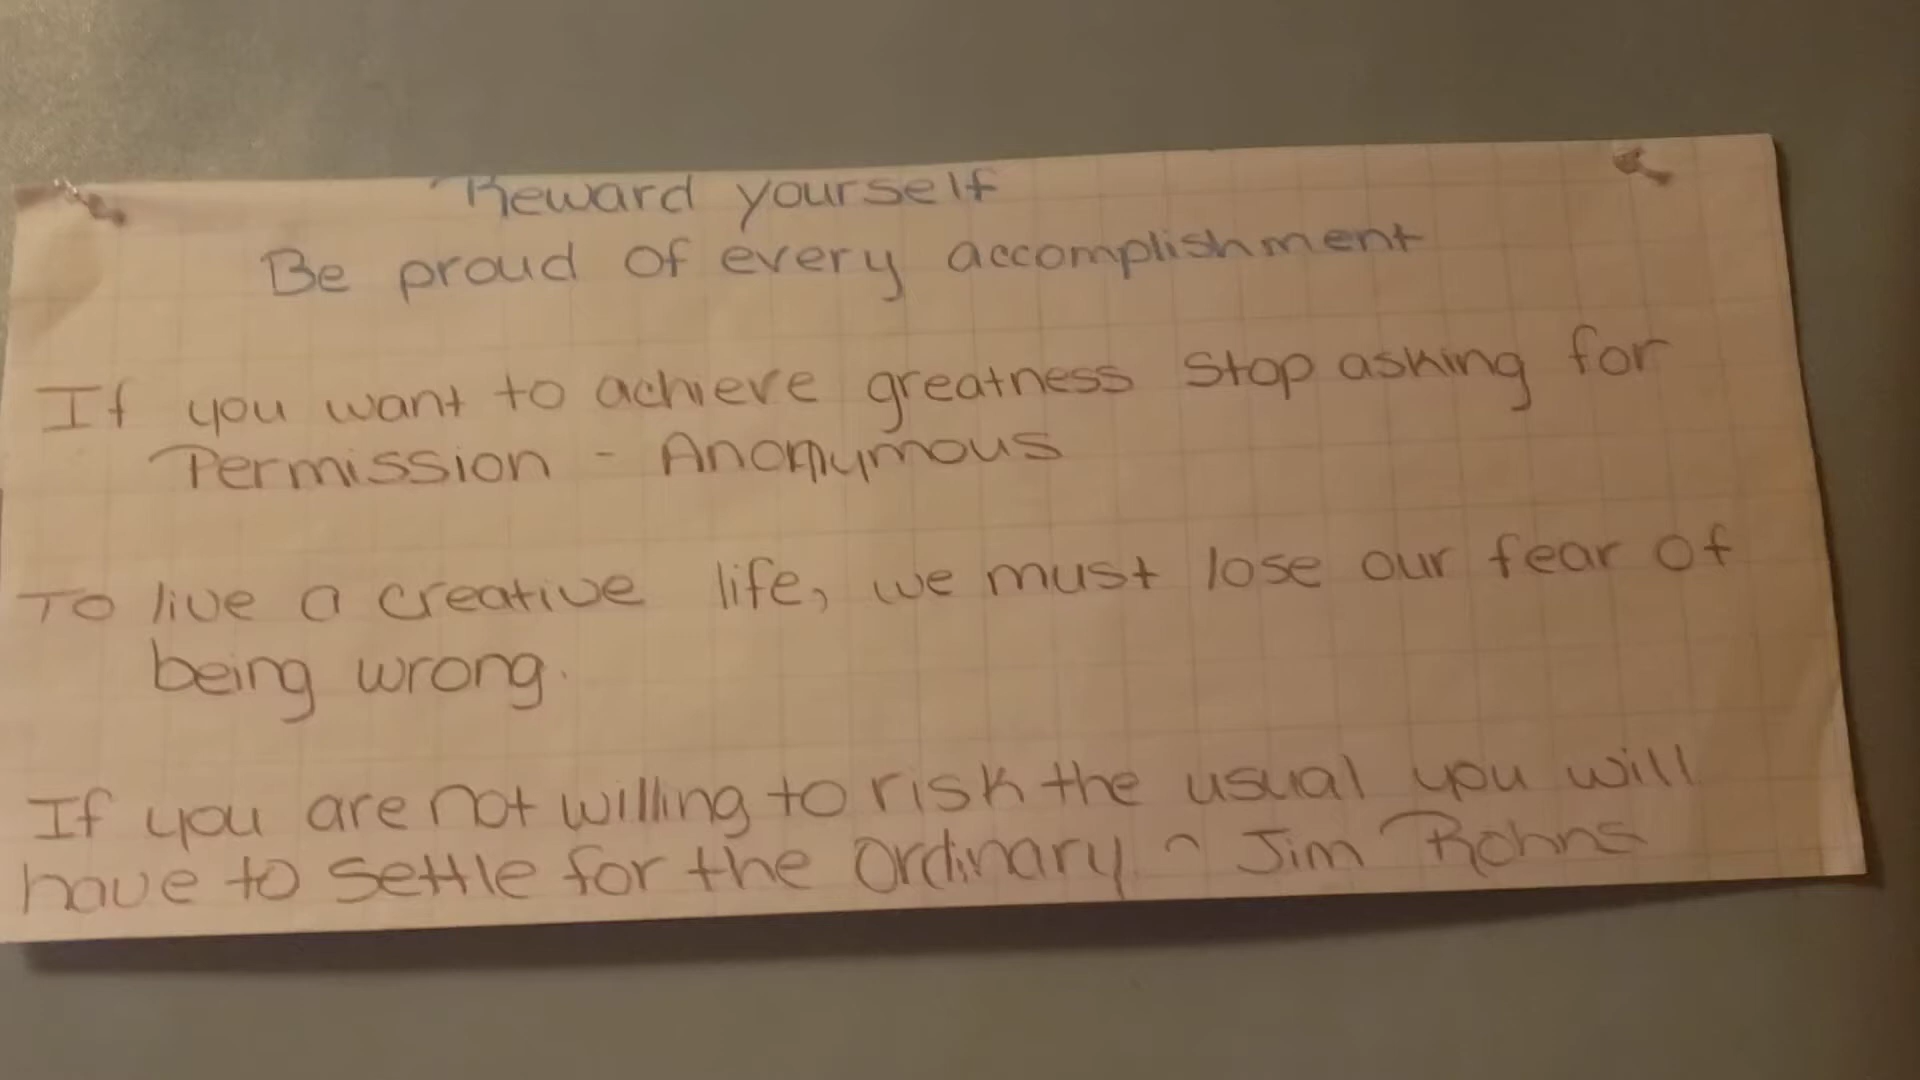 Reward yourself
Be proud of every accomplishment
If you want to achieve greatness stop asking for
Permission - Anonymous
To live a creative life, we must lose our fear of
being wrong.
If you are not willing to risk the usual you will
have to settle for the ordinary ~ Jim Rohns